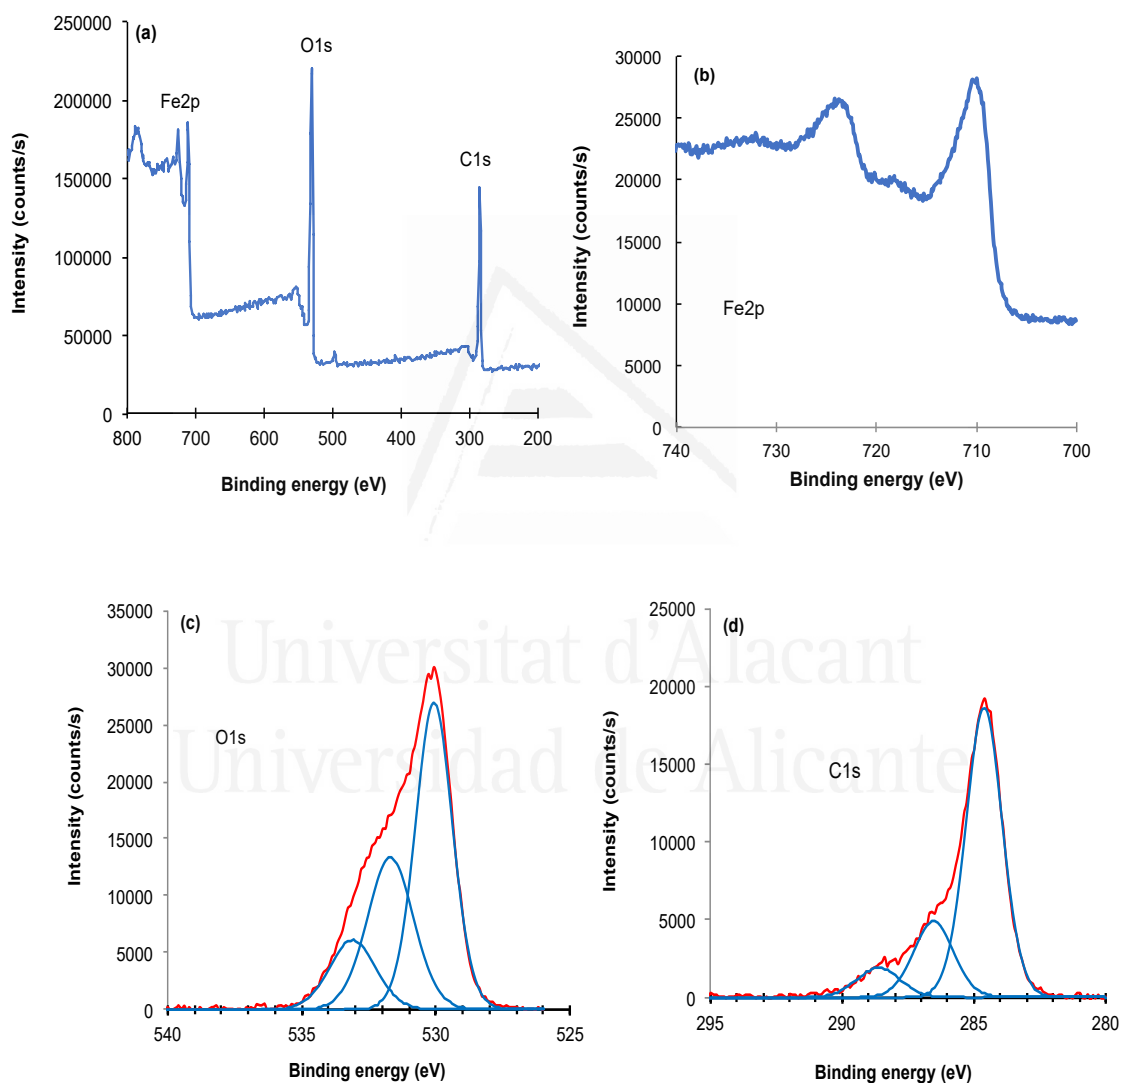 (a)
O1s
Fe2p
C1s
250000
200000
150000
100000
50000
0
800 700 600 500 400 300 200
Binding energy (eV)
Intensity (counts/s)
(b)
30000
25000
20000
15000
10000
5000
0
Fe2p
740 730 720 710 700
Binding energy (eV)
Intensity (counts/s)
Universitat d'Alacant
Universidad de Alicante
(c)
35000
30000
25000
20000
15000
10000
5000
0
O1s
540 535 530 525
Binding energy (eV)
Intensity (counts/s)
(d)
25000
20000
15000
10000
5000
0
C1s
295 290 285 280
Binding energy (eV)
Intensity (counts/s)